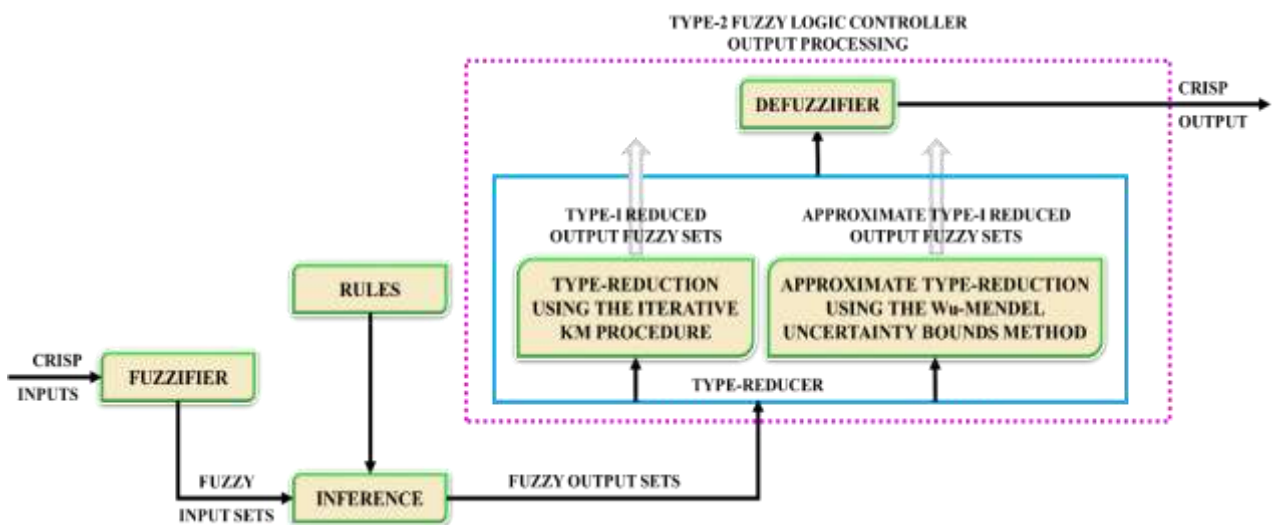 TYPE-2 FUZZY LOGIC CONTROLLER
OUTPUT PROCESSING
DEFUZZIFIER
CRISP
OUTPUT
TYPE-I REDUCED
OUTPUT FUZZY SETS
APPROXIMATE TYPE-I REDUCED
OUTPUT FUZZY SETS
RULES
TYPE-REDUCTION
USING THE ITERATIVE
KM PROCEDURE
APPROXIMATE TYPE-REDUCTION
USING THE Wu-MENDEL
UNCERTAINTY BOUNDS METHOD
CRISP
INPUTS
FUZZIFIER
TYPE-REDUCER
FUZZY
INPUT SETS
INFERENCE
FUZZY OUTPUT SETS